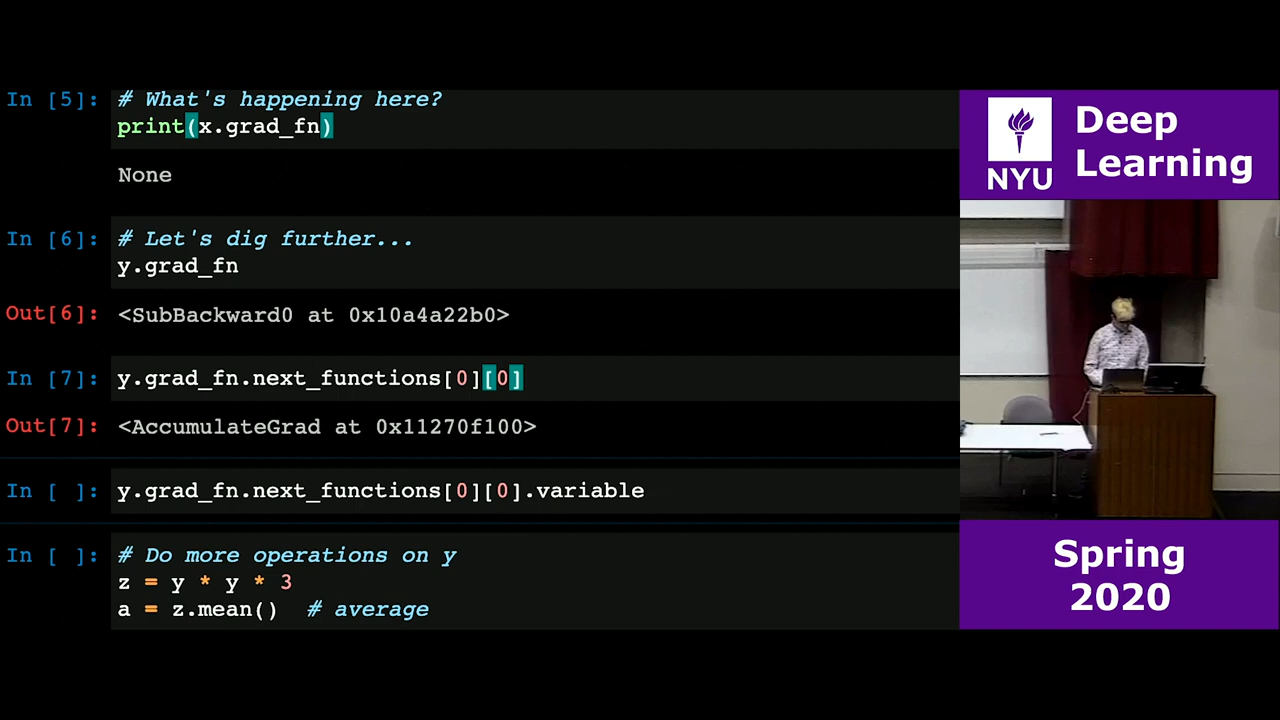 In [5]: # What's happening here?
print(x.grad_fn)
None
In [6]: # Let's dig further...
y.grad_fn
Out[6]: <SubBackward0 at 0x10a4a22b0>
In [7]: y.grad_fn.next_functions[0][0]
Out[7]: <AccumulateGrad at 0x11270f100>
In [ ]: y.grad_fn.next_functions[0][0].variable
In [ ]: # Do more operations on y
z = y * y * 3
a = z.mean()  # average
NYU
Deep
Learning
Spring
2020